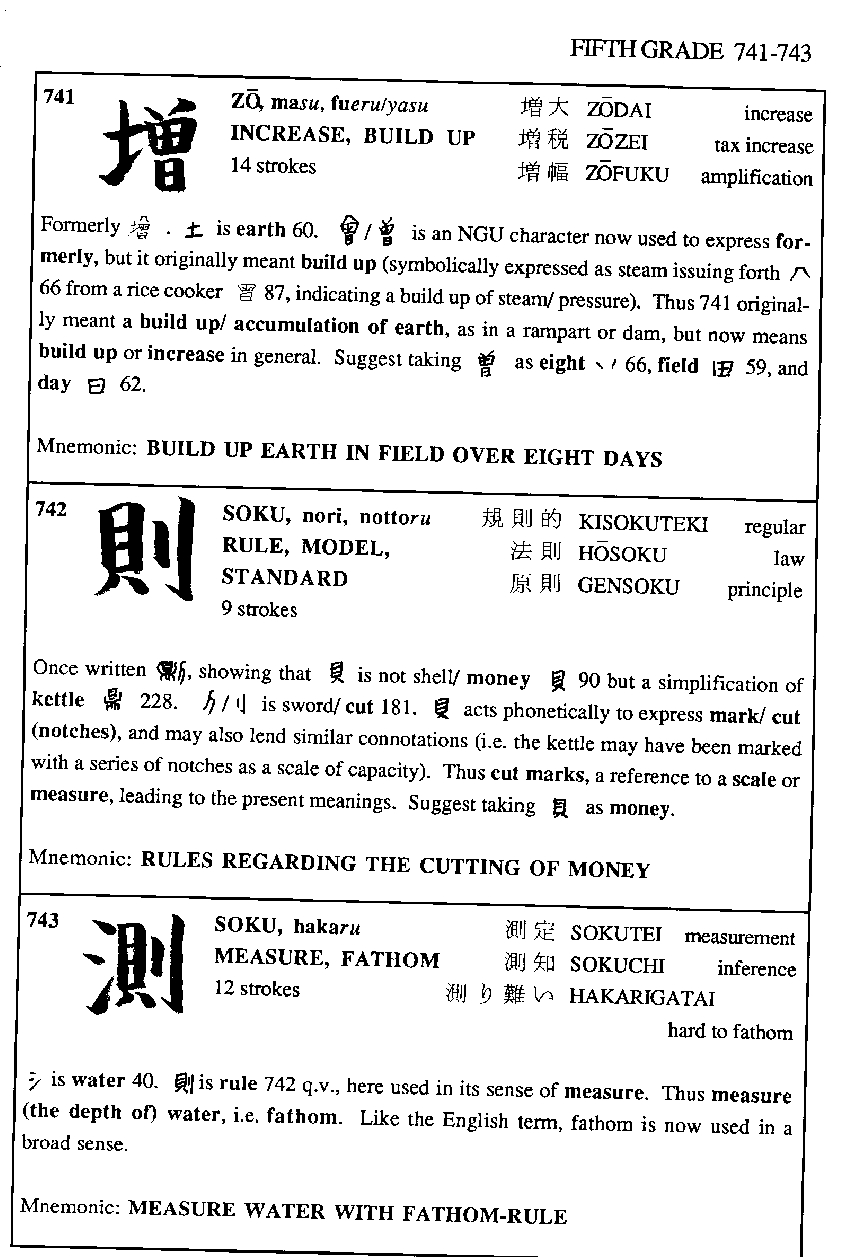 FIFTH GRADE 741-743
741 増 ZŌ, masu, fueru/yasu 増大 ZŌDAI increase
INCREASE, BUILD UP 増税 ZŌZEI tax increase
14 strokes 増幅 ZŌFUKU amplification
Formerly 增. 土 is earth 60. 曾/曽 is an NGU character now used to express for-
merly, but it originally meant build up (symbolically expressed as steam issuing forth 八
66 from a rice cooker 87, indicating a build up of steam/ pressure). Thus 741 original-
ly meant a build up/ accumulation of earth, as in a rampart or dam, but now means
build up or increase in general. Suggest taking 曽 as eight 66, field 田 59, and
day 日 62.
Mnemonic: BUILD UP EARTH IN FIELD OVER EIGHT DAYS
742 則 SOKU, nori, nottoru 規則的 KISOKUTEKI regular
RULE, MODEL, 法則 HŌSOKU law
STANDARD 原則 GENSOKU principle
9 strokes
Once written , showing that 貝 is not shell/ money 貝 90 but a simplification of
kettle 鼎 228. 刀/刂 is sword/ cut 181. 貝 acts phonetically to express mark/ cut
(notches), and may also lend similar connotations (i.e. the kettle may have been marked
with a series of notches as a scale of capacity). Thus cut marks, a reference to a scale or
measure, leading to the present meanings. Suggest taking 貝 as money.
Mnemonic: RULES REGARDING THE CUTTING OF MONEY
743 測 SOKU, hakaru 測定 SOKUTEI measurement
MEASURE, FATHOM 測知 SOKUCHI inference
12 strokes 測り難い HAKARIGATAI
hard to fathom
氵 is water 40. 則 is rule 742 q.v., here used in its sense of measure. Thus measure
(the depth of) water, i.e. fathom. Like the English term, fathom is now used in a
broad sense.
Mnemonic: MEASURE WATER WITH FATHOM-RULE